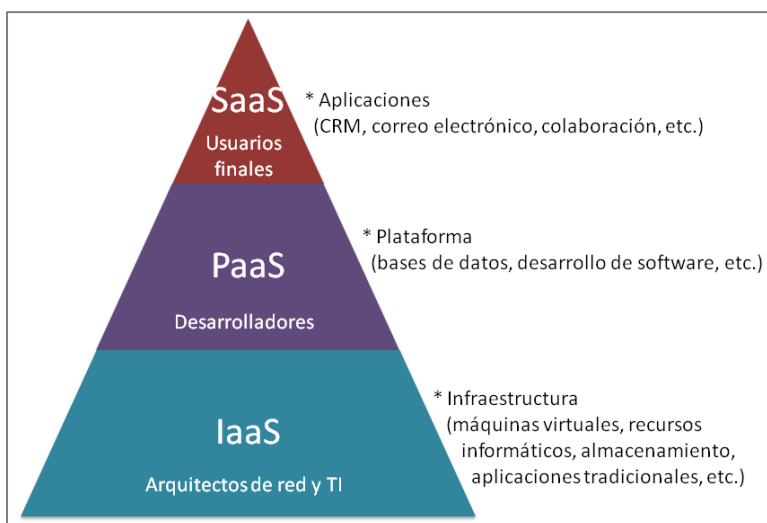 SaaS
Usuarios
finales
* Aplicaciones
(CRM, correo electrónico, colaboración, etc.)
PaaS
Desarrolladores
* Plataforma
(bases de datos, desarrollo de software, etc.)
IaaS
Arquitectos de red y TI
* Infraestructura
(máquinas virtuales, recursos
informáticos, almacenamiento,
aplicaciones tradicionales, etc.)